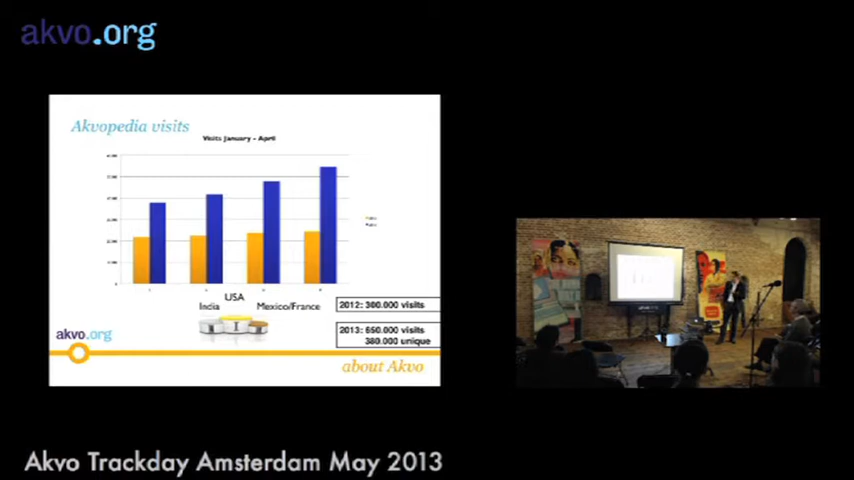 akvo.org
Akvopedia visits
Visits January - April
USA
India
Mexico/France
I
2012: 300.000 visits
2013: 650.000 visits
380.000 unique
akvo.org
about Akvo
Akvo Trackday Amsterdam May 2013